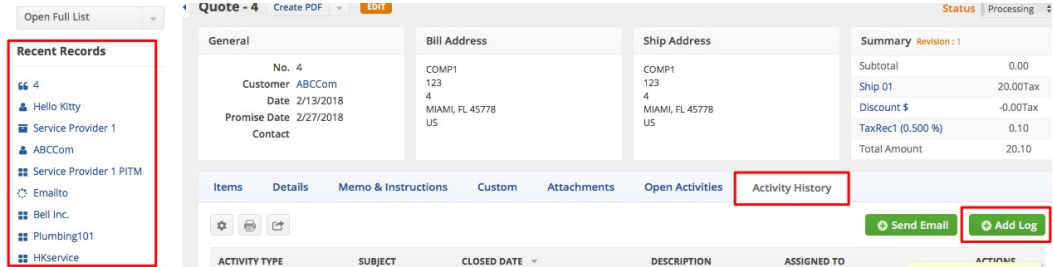 Open Full List
Recent Records
4
Hello Kitty
Service Provider 1
ABCCom
Service Provider 1 PITM
Emailto
Bell Inc.
Plumbing101
HKservice
Quote - 4 Create PDF EDIT Status Processing
General
No. 4
Customer ABCCom
Date 2/13/2018
Promise Date 2/27/2018
Contact
Bill Address
COMP1
123
4
MIAMI, FL 45778
US
Ship Address
COMP1
123
4
MIAMI, FL 45778
US
Summary Revision : 1
Subtotal 0.00
Ship 01 20.00Tax
Discount $ -0.00Tax
TaxRec1 (0.500 %) 0.10
Total Amount 20.10
Items Details Memo & Instructions Custom Attachments Open Activities Activity History
Send Email Add Log
ACTIVITY TYPE SUBJECT CLOSED DATE DESCRIPTION ASSIGNED TO ACTIONS